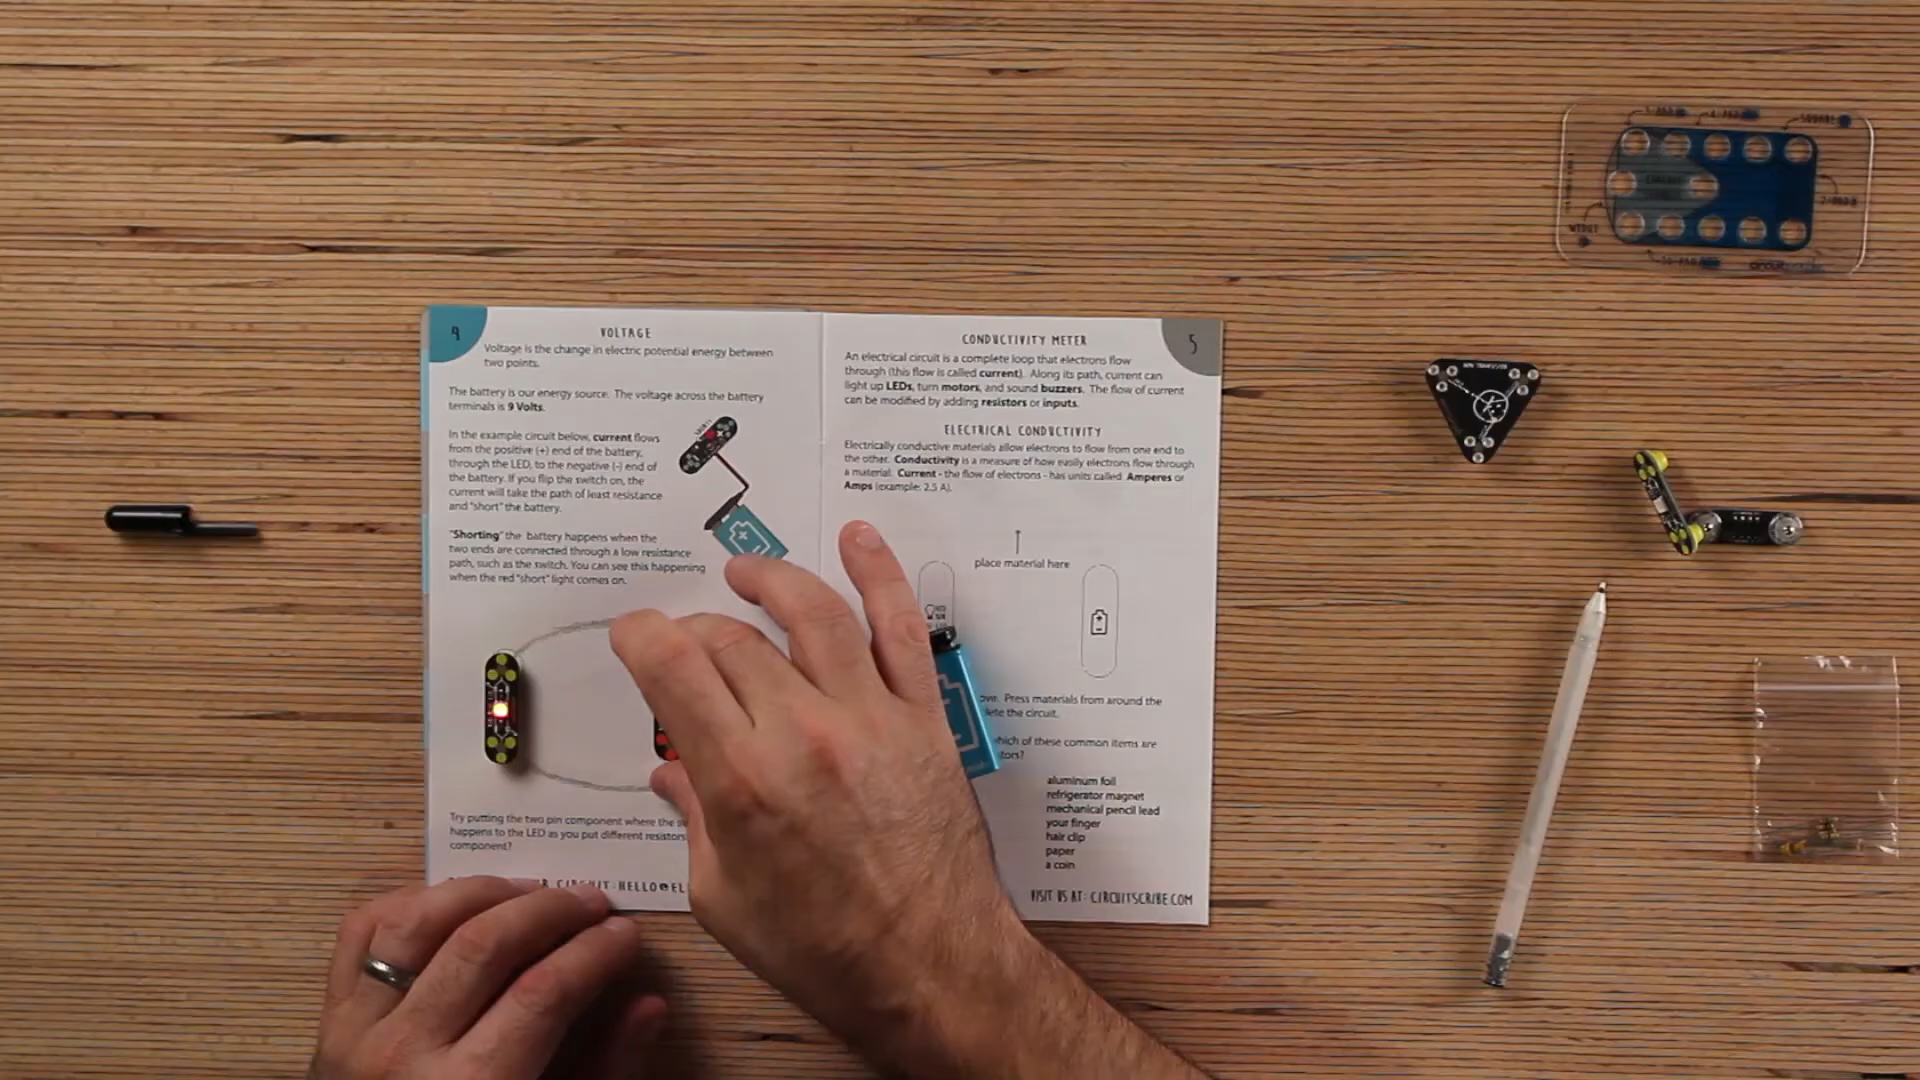 4
VOLTAGE
Voltage is the change in electric potential energy between
two points.
The battery is our energy source. The voltage across the battery
terminals is 9 Volts.
In the example circuit below, current flows
from the positive (+) end of the battery,
through the LED, to the negative (-) end of
the battery. If you flip the switch on, the
current will take the path of least resistance
and "short" the battery.
"Shorting" the battery happens when the
two ends are connected through a low resistance
path, such as the switch. You can see this happening
when the red "short" light comes on.
Try putting the two pin component where the
happens to the LED as you put different resistors
component?
CIRCUIT: HELLO@EL
5
CONDUCTIVITY METER
An electrical circuit is a complete loop that electrons flow
through (this flow is called current). Along its path, current can
light up LEDs, turn motors, and sound buzzers. The flow of current
can be modified by adding resistors or inputs.
ELECTRICAL CONDUCTIVITY
Electrically conductive materials allow electrons to flow from one end to
the other. Conductivity is a measure of how easily electrons flow through
a material. Current - the flow of electrons - has units called Amperes or
Amps (example: 2.5 A).
place material here
Press materials from around the
the circuit.
which of these common items are
aluminum foil
refrigerator magnet
mechanical pencil lead
your finger
hair clip
paper
a coin
VISIT US AT: CIRCUITSCRIBE.COM
NPN TRANSISTOR